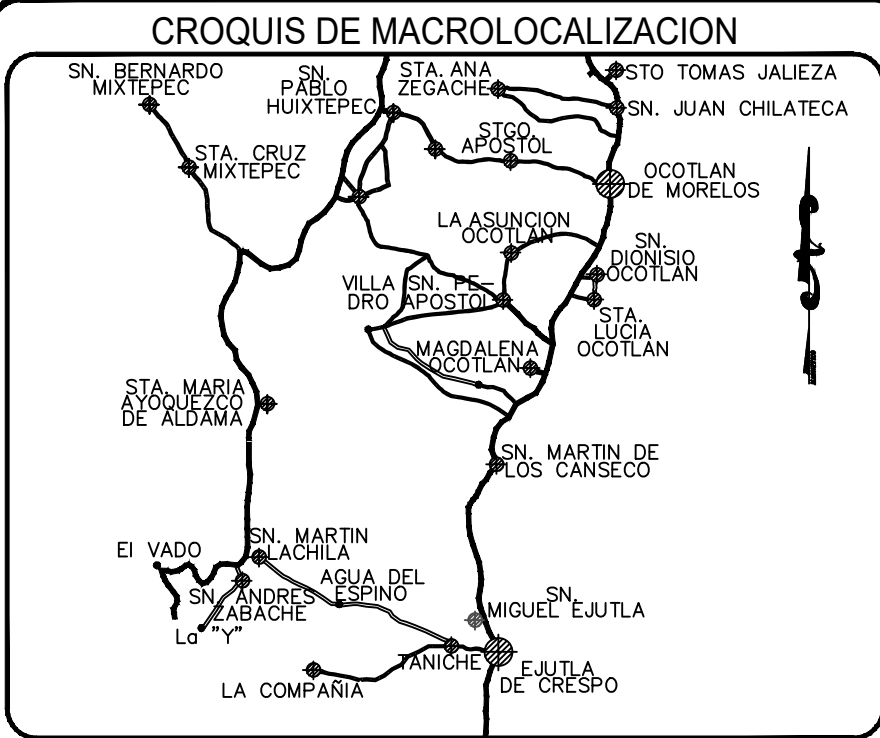 CROQUIS DE MACROLOCALIZACION
SN. BERNARDO
MIXTEPEC
SN.
PABLO
HUIXTEPEC
STA. ANA
ZEGACHE
STO TOMAS JALIEZA
SN. JUAN CHILATECA
STA. CRUZ
MIXTEPEC
STGO.
APOSTOL
OCOTLAN
DE MORELOS
LA ASUNCION
OCOTLAN
SN.
DIONISIO
OCOTLAN
VILLA SN. PE-
DRO APOSTOL
STA.
LUCIA
OCOTLAN
MAGDALENA
OCOTLAN
STA. MARIA
AYOQUEZCO
DE ALDAMA
SN. MARTIN DE
LOS CANSECO
El VADO
SN. MARTIN
LACHILA
AGUA DEL
ESPINO
SN. ANDRES
ZABACHE
La "Y"
SN.
MIGUEL EJUTLA
TANICHE
EJUTLA
DE CRESPO
LA COMPAÑIA